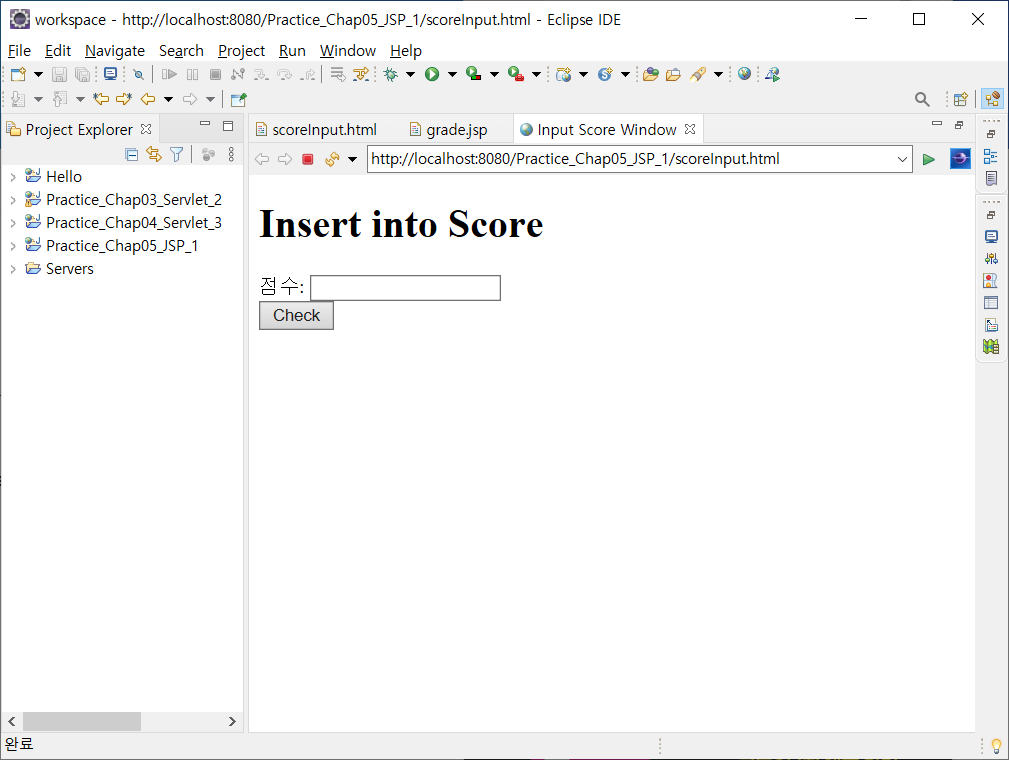 workspace - http://localhost:8080/Practice_Chap05_JSP_1/scoreInput.html - Eclipse IDE
File Edit Navigate Search Project Run Window Help
Project Explorer
scoreInput.html grade.jsp Input Score Window
http://localhost:8080/Practice_Chap05_JSP_1/scoreInput.html
Hello
Practice_Chap03_Servlet_2
Practice_Chap04_Servlet_3
Practice_Chap05_JSP_1
Servers
Insert into Score
점수:
Check
완료